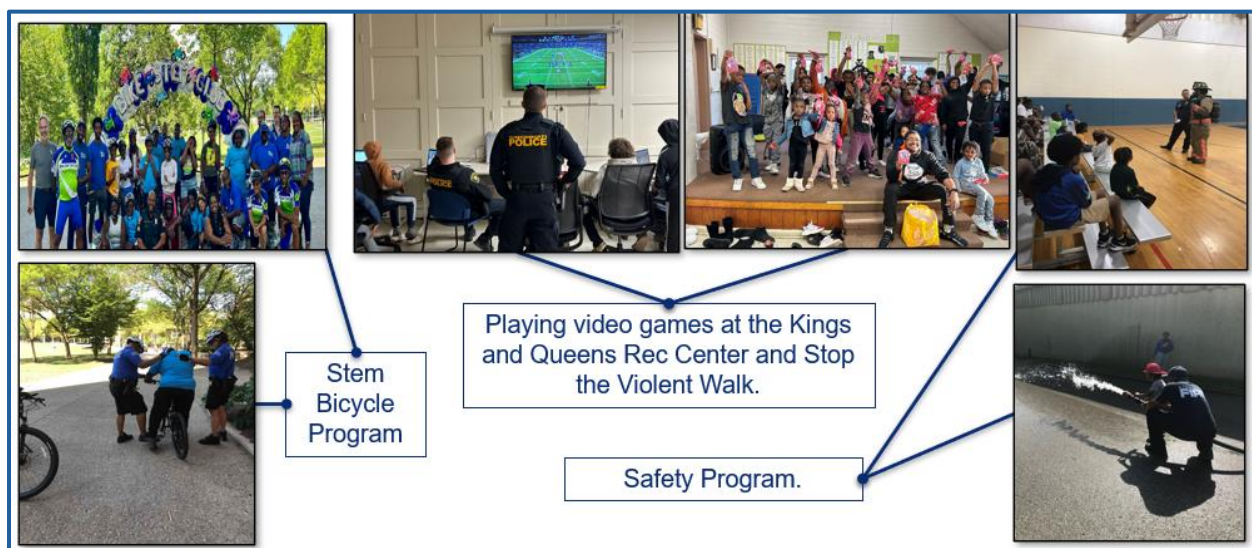 POLICE
Playing video games at the Kings
and Queens Rec Center and Stop
the Violent Walk.
Stem
Bicycle
Program
Safety Program.